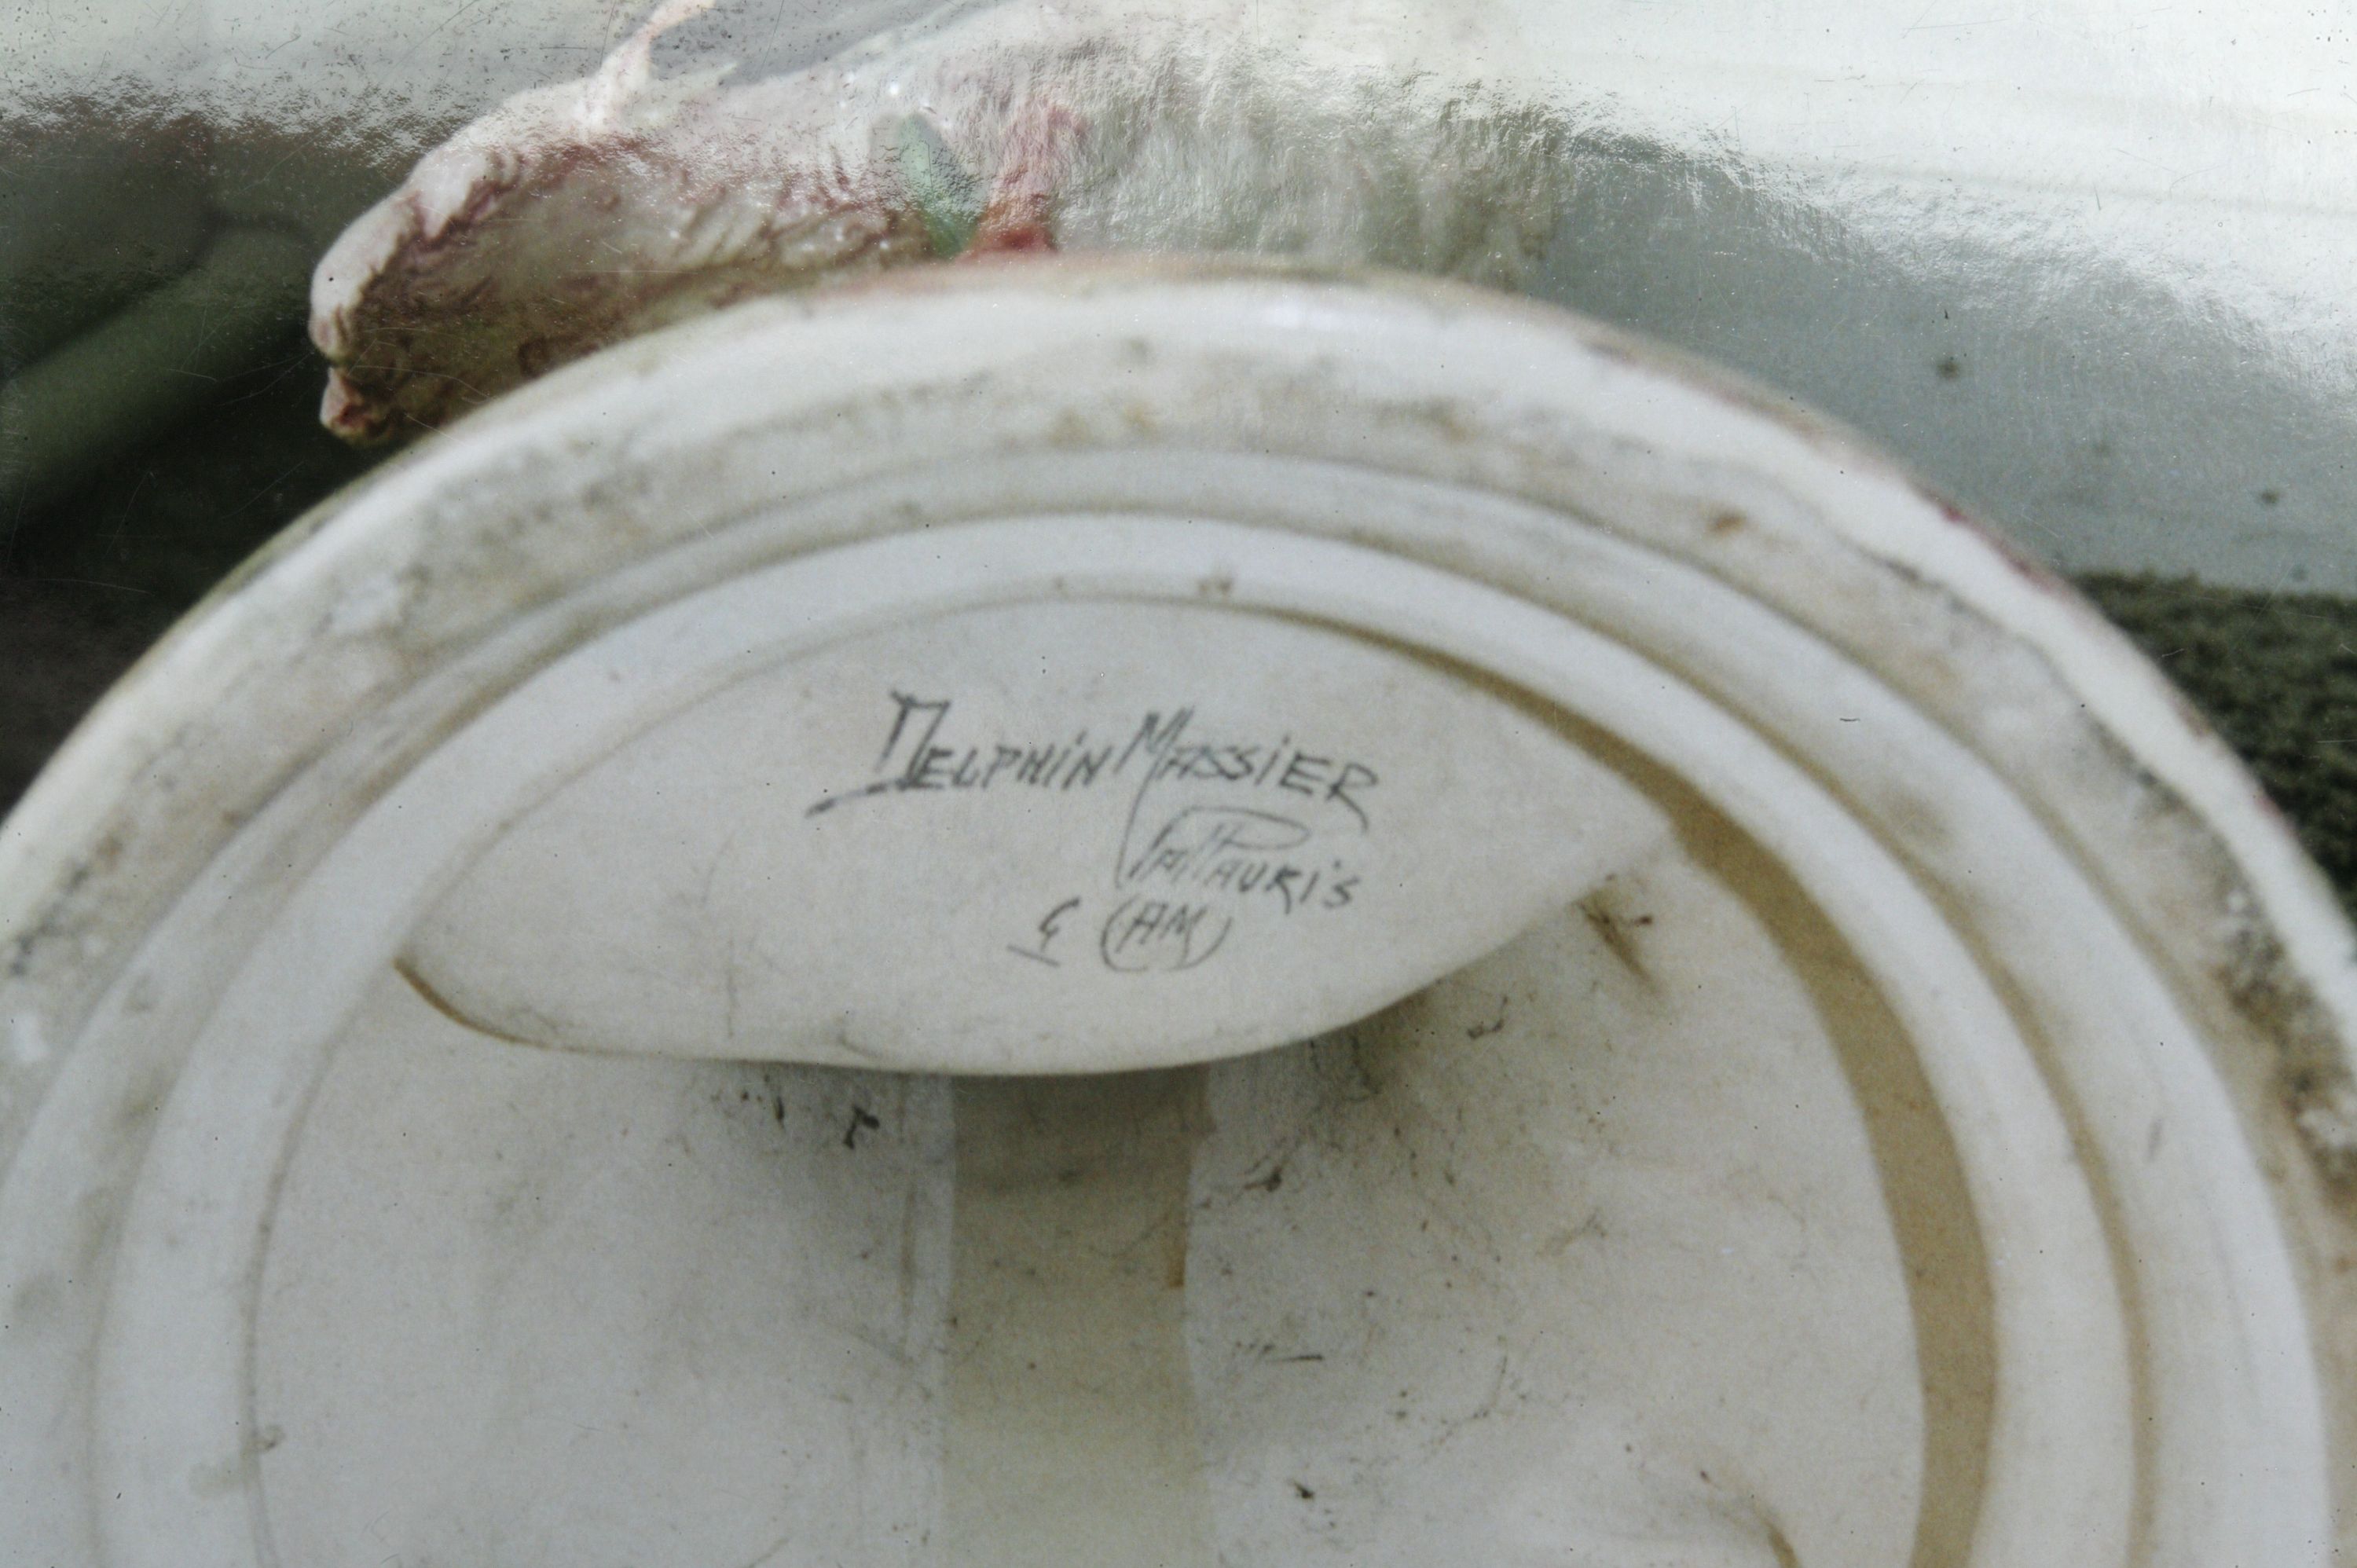 DELPHIN MASSIER
VALLAURIS
(AM)